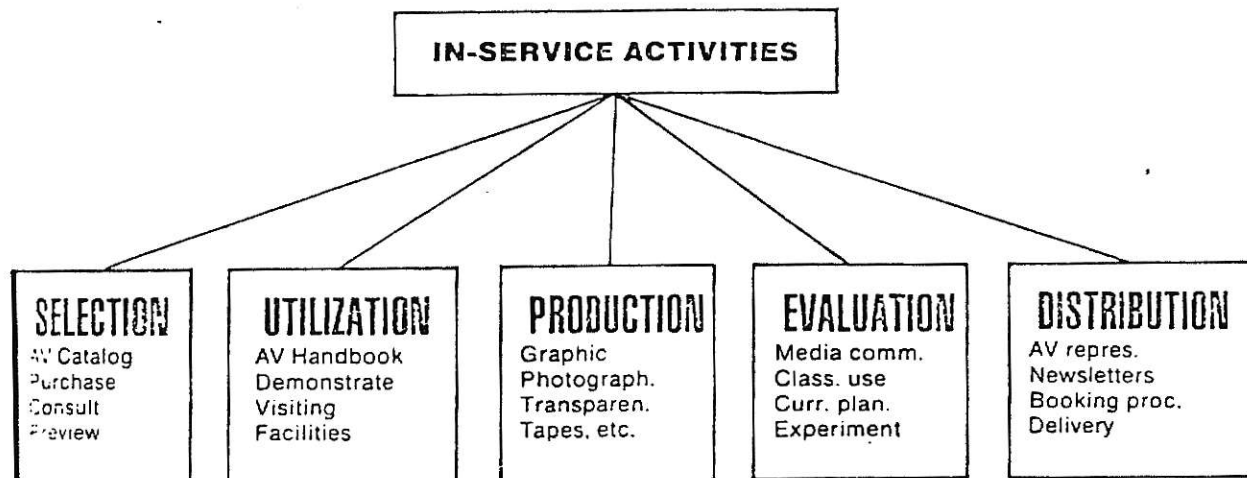 IN-SERVICE ACTIVITIES
SELECTION
AV Catalog
Purchase
Consult
Preview
UTILIZATION
AV Handbook
Demonstrate
Visiting
Facilities
PRODUCTION
Graphic
Photograph.
Transparen.
Tapes, etc.
EVALUATION
Media comm.
Class. use
Curr. plan.
Experiment
DISTRIBUTION
AV repres.
Newsletters
Booking proc.
Delivery